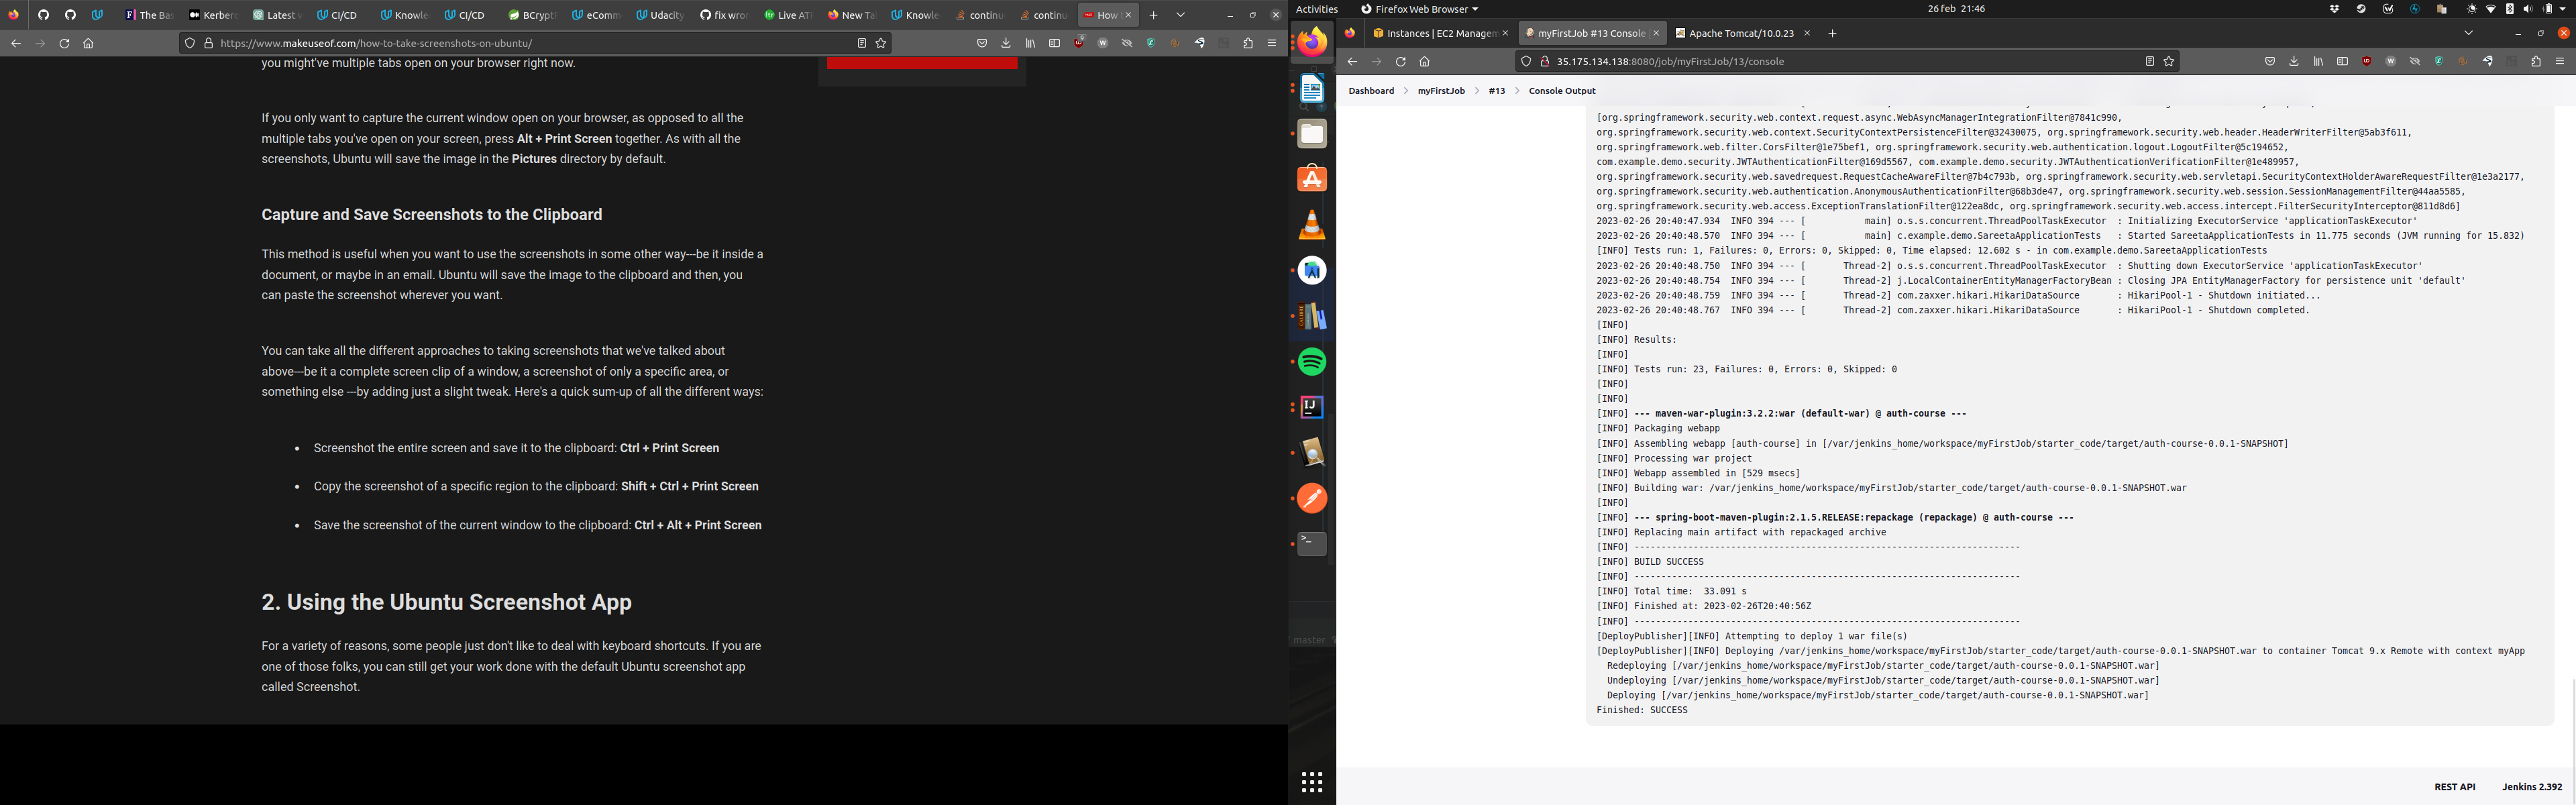 The Bas
Kerbero
Latest v
CI/CD
Knowle
CI/CD
BCrypt
eComm
Udacity
fix wron
Live AT
New Ta
Knowle
continu
continu
How
https://www.makeuseof.com/how-to-take-screenshots-on-ubuntu/
you might've multiple tabs open on your browser right now.
If you only want to capture the current window open on your browser, as opposed to all the
multiple tabs you've open on your screen, press Alt + Print Screen together. As with all the
screenshots, Ubuntu will save the image in the Pictures directory by default.
Capture and Save Screenshots to the Clipboard
This method is useful when you want to use the screenshots in some other way---be it inside a
document, or maybe in an email. Ubuntu will save the image to the clipboard and then, you
can paste the screenshot wherever you want.
You can take all the different approaches to taking screenshots that we've talked about
above---be it a complete screen clip of a window, a screenshot of only a specific area, or
something else ---by adding just a slight tweak. Here's a quick sum-up of all the different ways:
• Screenshot the entire screen and save it to the clipboard: Ctrl + Print Screen
• Copy the screenshot of a specific region to the clipboard: Shift + Ctrl + Print Screen
• Save the screenshot of the current window to the clipboard: Ctrl + Alt + Print Screen
2. Using the Ubuntu Screenshot App
For a variety of reasons, some people just don't like to deal with keyboard shortcuts. If you are
one of those folks, you can still get your work done with the default Ubuntu screenshot app
called Screenshot.
Activities
Firefox Web Browser
26 feb 21:46
Instances | EC2 Managem
myFirstJob #13 Console
Apache Tomcat/10.0.23
35.175.134.138:8080/job/myFirstJob/13/console
Dashboard
myFirstJob
#13
Console Output
[org.springframework.security.web.context.request.async.WebAsyncManagerIntegrationFilter@7841c990,
org.springframework.security.web.context.SecurityContextPersistenceFilter@32430075, org.springframework.security.web.header.HeaderWriterFilter@5ab3f611,
org.springframework.web.filter.CorsFilter@1e75bef1, org.springframework.security.web.authentication.logout.LogoutFilter@5c194652,
com.example.demo.security.JWTAuthenticationFilter@169d5567, com.example.demo.security.JWTAuthenticationVerificationFilter@1e489957,
org.springframework.security.web.savedrequest.RequestCacheAwareFilter@7b4c793b, org.springframework.security.web.servletapi.SecurityContextHolderAwareRequestFilter@1e3a2177,
org.springframework.security.web.authentication.AnonymousAuthenticationFilter@68b3de47, org.springframework.security.web.session.SessionManagementFilter@44aa5585,
org.springframework.security.web.access.ExceptionTranslationFilter@122ea8dc, org.springframework.security.web.access.intercept.FilterSecurityInterceptor@811d8d6]
2023-02-26 20:40:47.934 INFO 394 --- [ main] o.s.s.concurrent.ThreadPoolTaskExecutor : Initializing ExecutorService 'applicationTaskExecutor'
2023-02-26 20:40:48.570 INFO 394 --- [ main] c.example.demo.SareetaApplicationTests : Started SareetaApplicationTests in 11.775 seconds (JVM running for 15.832)
[INFO] Tests run: 1, Failures: 0, Errors: 0, Skipped: 0, Time elapsed: 12.602 s - in com.example.demo.SareetaApplicationTests
2023-02-26 20:40:48.750 INFO 394 --- [ Thread-2] o.s.s.concurrent.ThreadPoolTaskExecutor : Shutting down ExecutorService 'applicationTaskExecutor'
2023-02-26 20:40:48.754 INFO 394 --- [ Thread-2] j.LocalContainerEntityManagerFactoryBean : Closing JPA EntityManagerFactory for persistence unit 'default'
2023-02-26 20:40:48.759 INFO 394 --- [ Thread-2] com.zaxxer.hikari.HikariDataSource : HikariPool-1 - Shutdown initiated...
2023-02-26 20:40:48.767 INFO 394 --- [ Thread-2] com.zaxxer.hikari.HikariDataSource : HikariPool-1 - Shutdown completed.
[INFO]
[INFO] Results:
[INFO]
[INFO] Tests run: 23, Failures: 0, Errors: 0, Skipped: 0
[INFO]
[INFO]
[INFO] --- maven-war-plugin:3.2.2:war (default-war) @ auth-course ---
[INFO] Packaging webapp
[INFO] Assembling webapp [auth-course] in [/var/jenkins_home/workspace/myFirstJob/starter_code/target/auth-course-0.0.1-SNAPSHOT]
[INFO] Processing war project
[INFO] Webapp assembled in [529 msecs]
[INFO] Building war: /var/jenkins_home/workspace/myFirstJob/starter_code/target/auth-course-0.0.1-SNAPSHOT.war
[INFO]
[INFO] --- spring-boot-maven-plugin:2.1.5.RELEASE:repackage (repackage) @ auth-course ---
[INFO] Replacing main artifact with repackaged archive
[INFO] ------------------------------------------------------------------------
[INFO] BUILD SUCCESS
[INFO] ------------------------------------------------------------------------
[INFO] Total time: 33.091 s
[INFO] Finished at: 2023-02-26T20:40:56Z
[INFO] ------------------------------------------------------------------------
[DeployPublisher][INFO] Attempting to deploy 1 war file(s)
[DeployPublisher][INFO] Deploying /var/jenkins_home/workspace/myFirstJob/starter_code/target/auth-course-0.0.1-SNAPSHOT.war to container Tomcat 9.x Remote with context myApp
Redeploying [/var/jenkins_home/workspace/myFirstJob/starter_code/target/auth-course-0.0.1-SNAPSHOT.war]
Undeploying [/var/jenkins_home/workspace/myFirstJob/starter_code/target/auth-course-0.0.1-SNAPSHOT.war]
Deploying [/var/jenkins_home/workspace/myFirstJob/starter_code/target/auth-course-0.0.1-SNAPSHOT.war]
Finished: SUCCESS
master
REST API
Jenkins 2.392